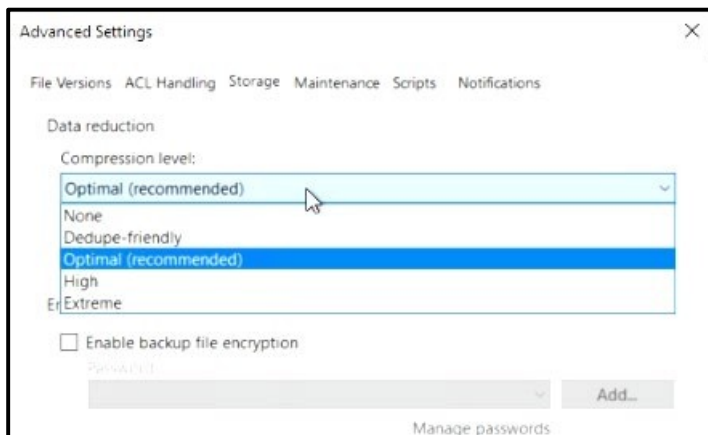 Advanced Settings
File Versions ACL Handling Storage Maintenance Scripts Notifications
Data reduction
Compression level:
Optimal (recommended)
None
Dedupe-friendly
Optimal (recommended)
High
Extreme
Enable backup file encryption
Password
Add...
Manage passwords